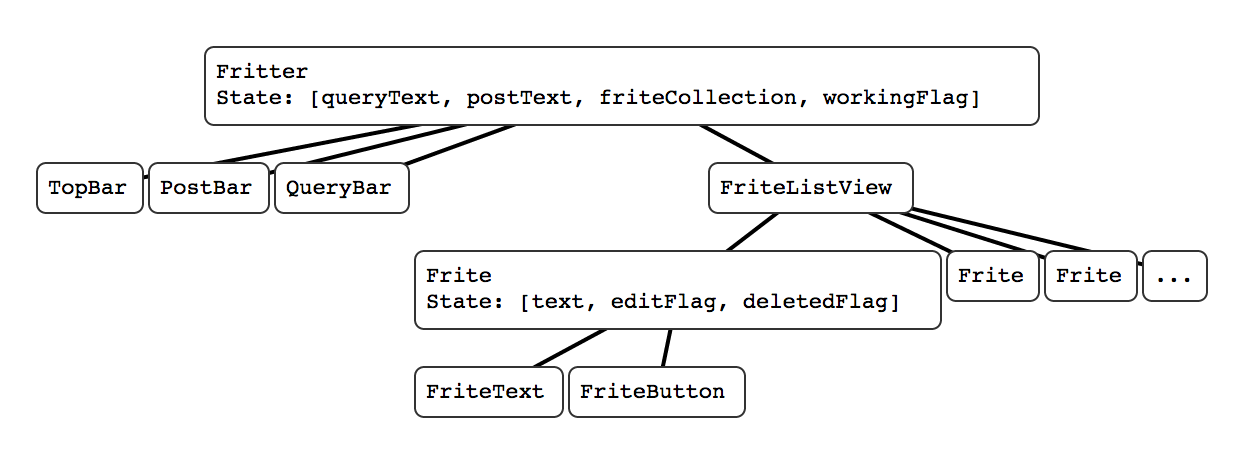 Fritter
State: [queryText, postText, friteCollection, workingFlag]
TopBar
PostBar
QueryBar
FriteListView
Frite
State: [text, editFlag, deletedFlag]
Frite
Frite
...
FriteText
FriteButton